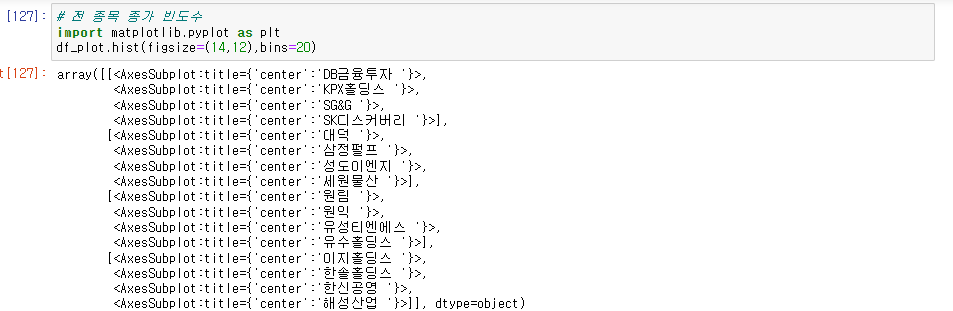 [127]: # 전 종목 종가 빈도수
import matplotlib.pyplot as plt
df_plot.hist(figsize=(14,12),bins=20)
t[127]: array([[<AxesSubplot:title={'center':'DB금융투자 '}>,
<AxesSubplot:title={'center':'KPX홀딩스 '}>,
<AxesSubplot:title={'center':'SG&G '}>,
<AxesSubplot:title={'center':'SK디스커버리 '}>],
[<AxesSubplot:title={'center':'대덕 '}>,
<AxesSubplot:title={'center':'삼정펄프 '}>,
<AxesSubplot:title={'center':'성도이엔지 '}>,
<AxesSubplot:title={'center':'세원물산 '}>],
[<AxesSubplot:title={'center':'원림 '}>,
<AxesSubplot:title={'center':'원익 '}>,
<AxesSubplot:title={'center':'유성티엔에스 '}>,
<AxesSubplot:title={'center':'유수홀딩스 '}>],
[<AxesSubplot:title={'center':'이지홀딩스 '}>,
<AxesSubplot:title={'center':'한솔홀딩스 '}>,
<AxesSubplot:title={'center':'한신공영 '}>,
<AxesSubplot:title={'center':'해성산업 '}>]], dtype=object)